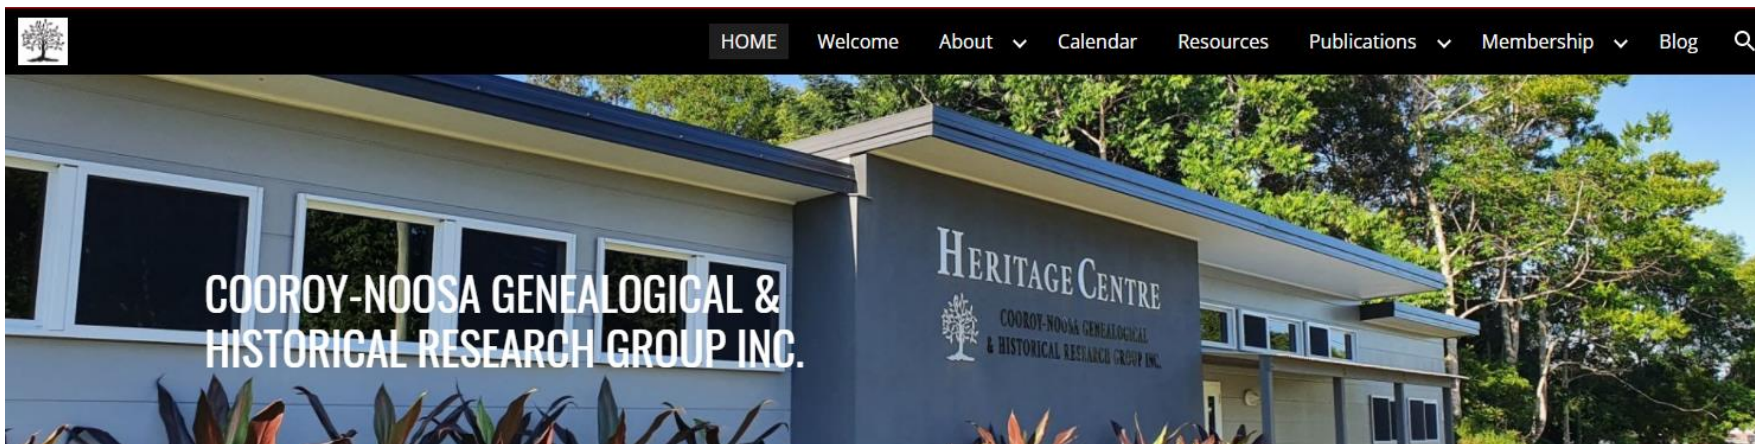 HOME Welcome About Calendar Resources Publications Membership Blog
COOROY-NOOSA GENEALOGICAL &
HISTORICAL RESEARCH GROUP INC.
HERITAGE CENTRE
COOROY-NOOSA GENEALOGICAL
& HISTORICAL RESEARCH GROUP INC.